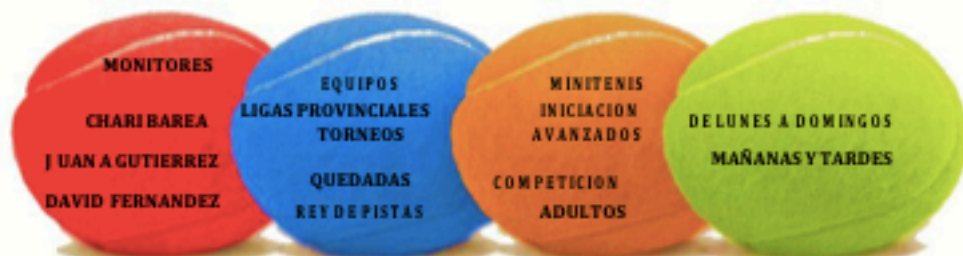 MONITORES
CHARI BAREA
JUANA GUTIERREZ
DAVID FERNANDEZ
EQUIPOS
LIGAS PROVINCIALES
TORNEOS
QUEDADAS
REY DE PISTAS
MINITENIS
INICIACION
AVANZADOS
COMPETICION
ADULTOS
DE LUNES A DOMINGOS
MAÑANAS Y TARDES